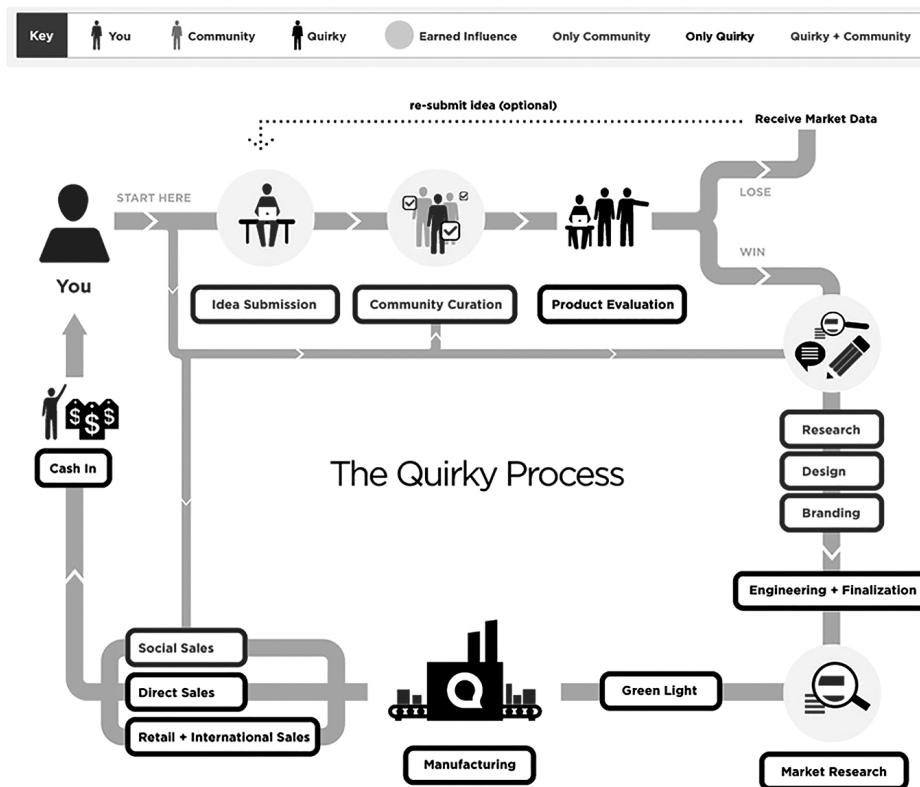 Key
You
Community
Quirky
Earned Influence
Only Community
Only Quirky
Quirky + Community
re-submit idea (optional)
Receive Market Data
START HERE
LOSE
WIN
You
Idea Submission
Community Curation
Product Evaluation
$ $ $
Cash In
The Quirky Process
Research
Design
Branding
Engineering + Finalization
Social Sales
Direct Sales
Retail + International Sales
Green Light
Manufacturing
Market Research